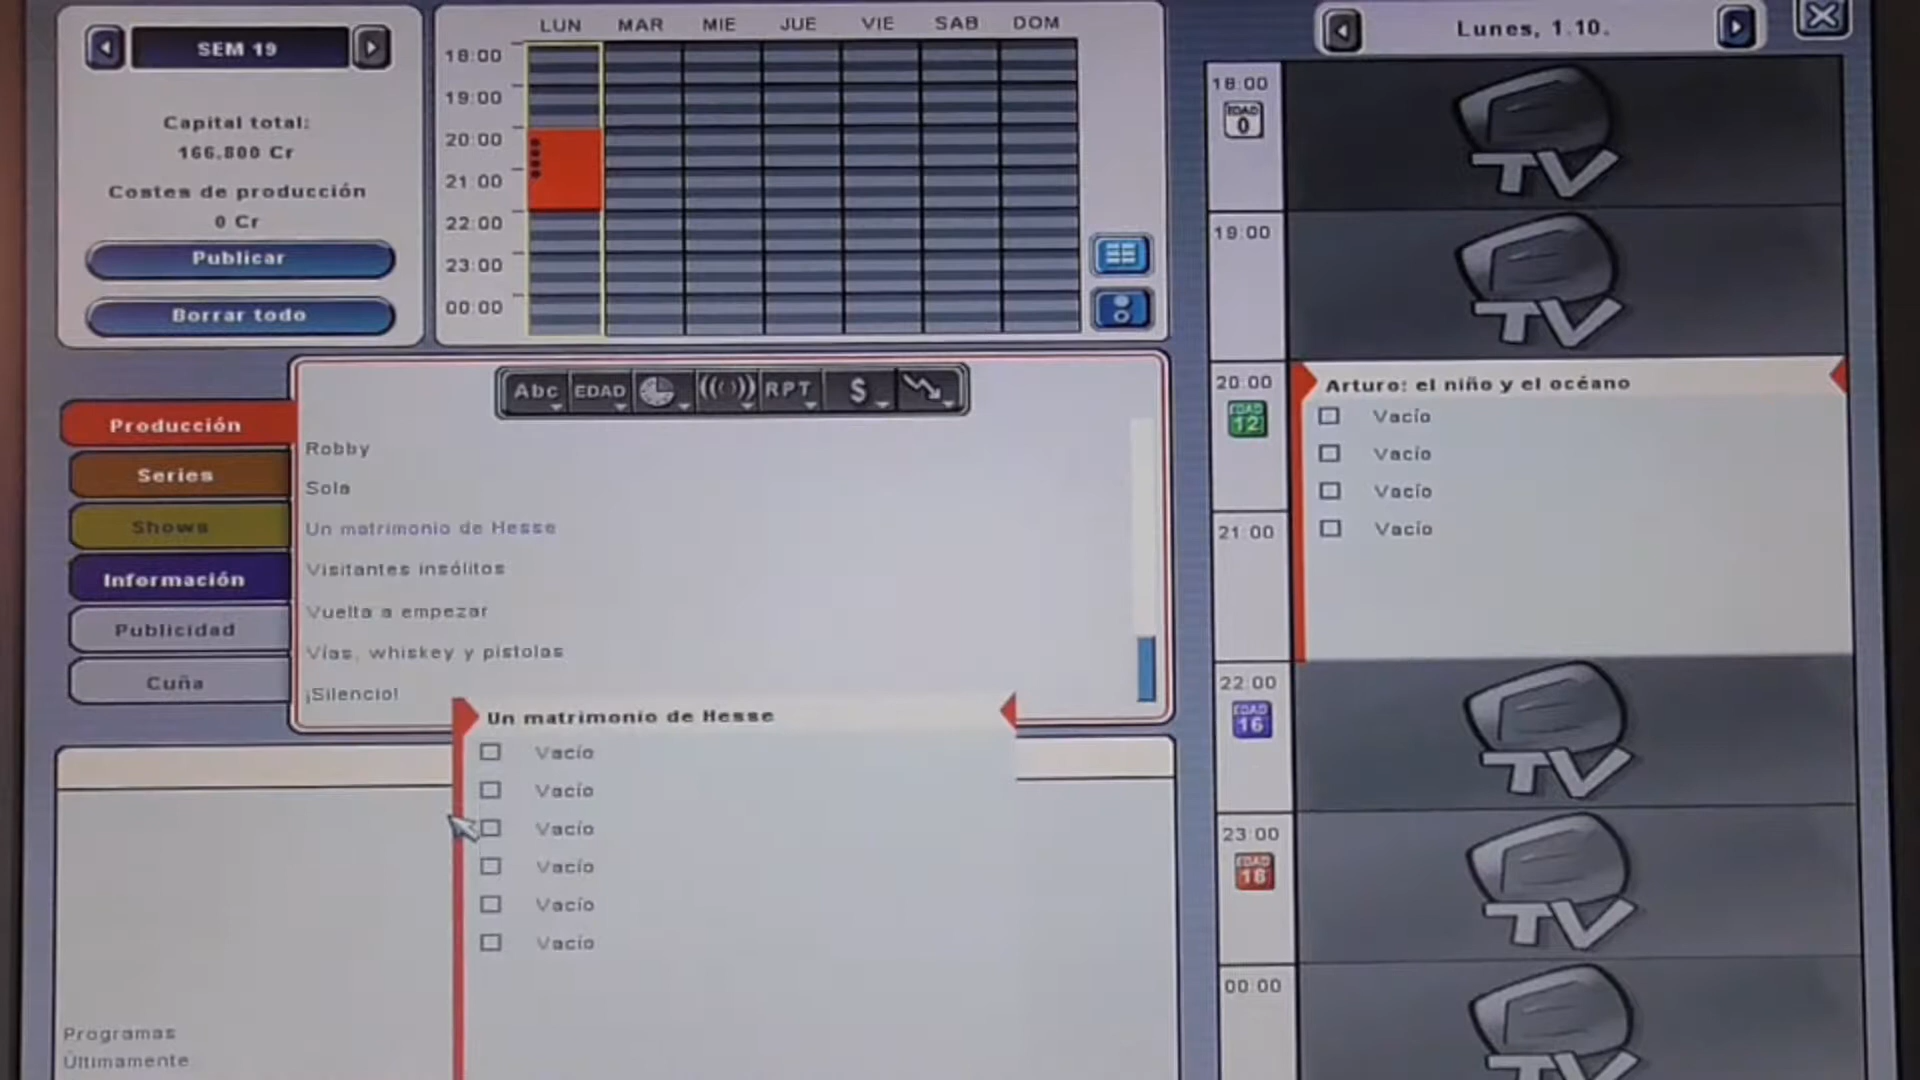 SEM 19
Capital total:
166.800 Cr
Costes de producción
0 Cr
Publicar
Borrar todo
LUN MAR MIE JUE VIE SAB DOM
18:00
19:00
20:00
21:00
22:00
23:00
00:00
Lunes, 1.10.
18:00
EDAD
0
TV
19:00
TV
20:00
EDAD
12
Arturo: el niño y el océano
Vacío
Vacío
Vacío
Vacío
21:00
22:00
EDAD
16
TV
23:00
EDAD
18
TV
00:00
TV
Abc EDAD RPT $
Producción
Series
Shows
Información
Publicidad
Cuña
Robby
Sola
Un matrimonio de Hesse
Visitantes insólitos
Vuelta a empezar
Vías, whiskey y pistolas
¡Silencio!
Un matrimonio de Hesse
Vacío
Vacío
Vacío
Vacío
Vacío
Vacío
Programas
Últimamente